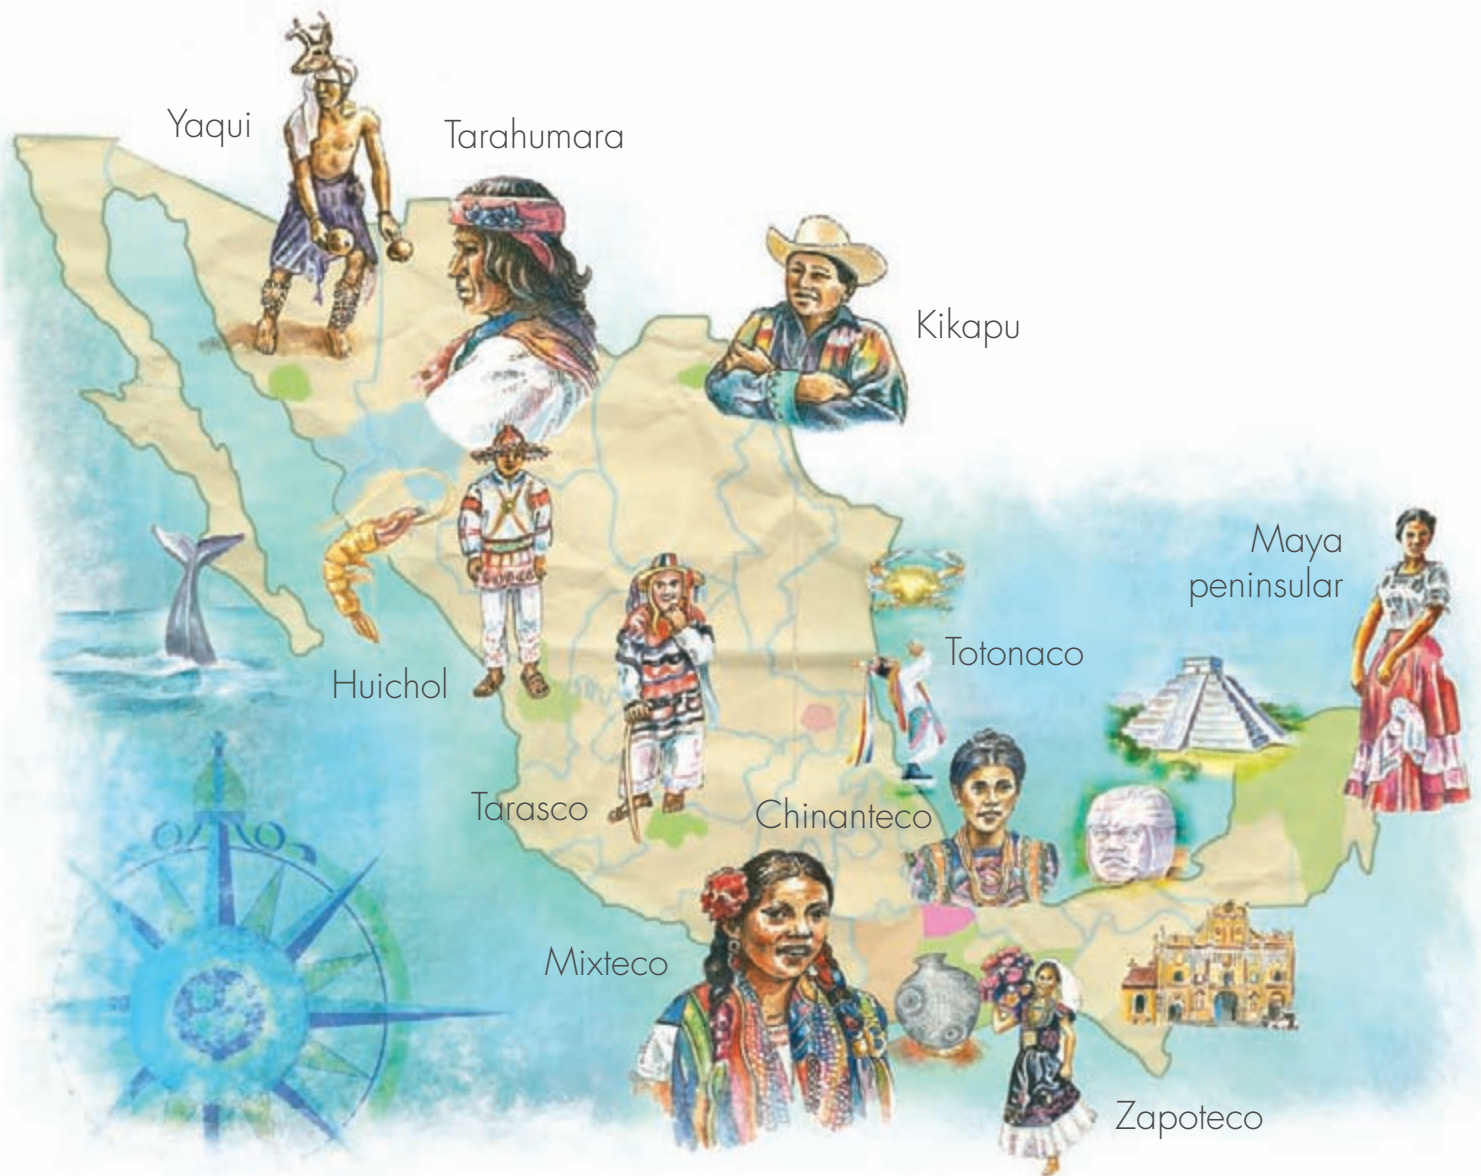 Yaqui
Tarahumara
Kikapu
Maya
peninsular
Totonaco
Huichol
Tarasco
Chinanteco
Mixteco
Zapoteco